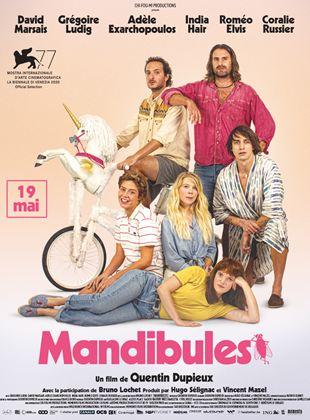 CHI-FOU-MI PRODUCTIONS
présente
David Grégoire Adèle India Roméo Coralie
Marsais Ludig Exarchopoulos Hair Elvis Russier
77
MOSTRA INTERNAZIONALE
D'ARTE CINEMATOGRAFICA
LA BIENNALE DI VENEZIA 2020
Official Selection
19
mai
Mandibules
Un film de Quentin Dupieux
Avec la participation de Bruno Lochet Produit par Hugo Sélignac et Vincent Mazel